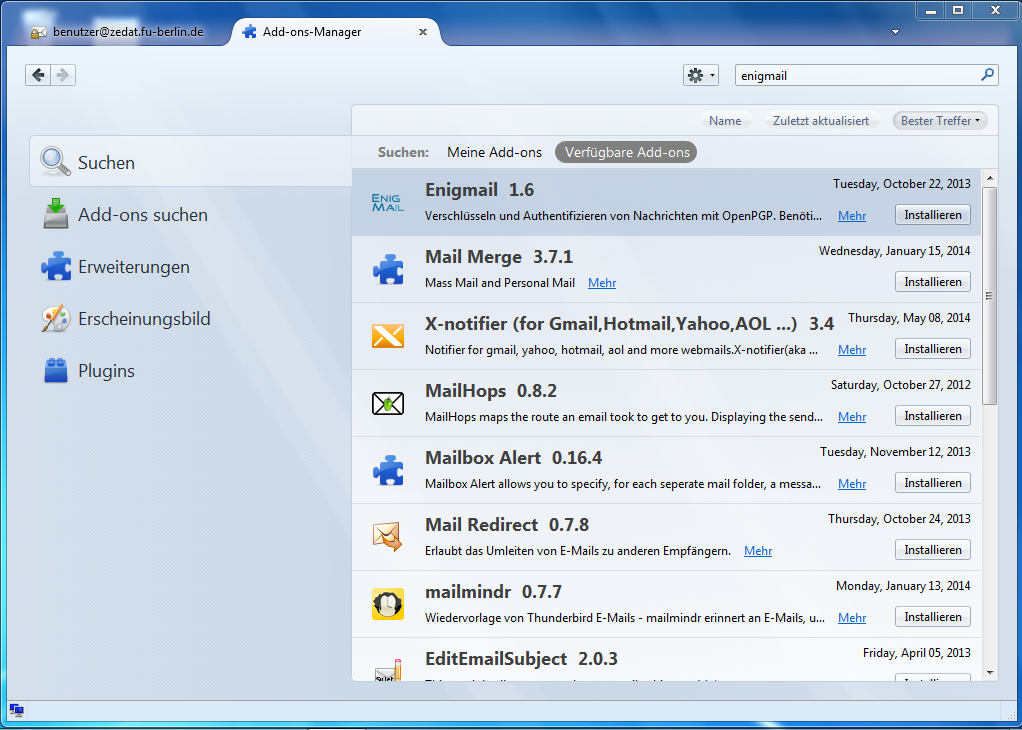 benutzer@zedat.fu-berlin.de
Add-ons-Manager
enigmail
Name Zuletzt aktualisiert Bester Treffer
Suchen: Meine Add-ons Verfügbare Add-ons
Suchen
Add-ons suchen
Erweiterungen
Erscheinungsbild
Plugins
ENIG
MAIL
Enigmail 1.6 Tuesday, October 22, 2013
Verschlüsseln und Authentifizieren von Nachrichten mit OpenPGP. Benöti... Mehr Installieren
Mail Merge 3.7.1 Wednesday, January 15, 2014
Mass Mail and Personal Mail Mehr Installieren
X-notifier (for Gmail,Hotmail,Yahoo,AOL ...) 3.4 Thursday, May 08, 2014
Notifier for gmail, yahoo, hotmail, aol and more webmails.X-notifier(aka ... Mehr Installieren
MailHops 0.8.2 Saturday, October 27, 2012
MailHops maps the route an email took to get to you. Displaying the send... Mehr Installieren
Mailbox Alert 0.16.4 Tuesday, November 12, 2013
Mailbox Alert allows you to specify, for each seperate mail folder, a messa... Mehr Installieren
Mail Redirect 0.7.8 Thursday, October 24, 2013
Erlaubt das Umleiten von E-Mails zu anderen Empfängern. Mehr Installieren
mailmindr 0.7.7 Monday, January 13, 2014
Wiedervorlage von Thunderbird E-Mails - mailmindr erinnert an E-Mails, u... Mehr Installieren
EditEmailSubject 2.0.3 Friday, April 05, 2013